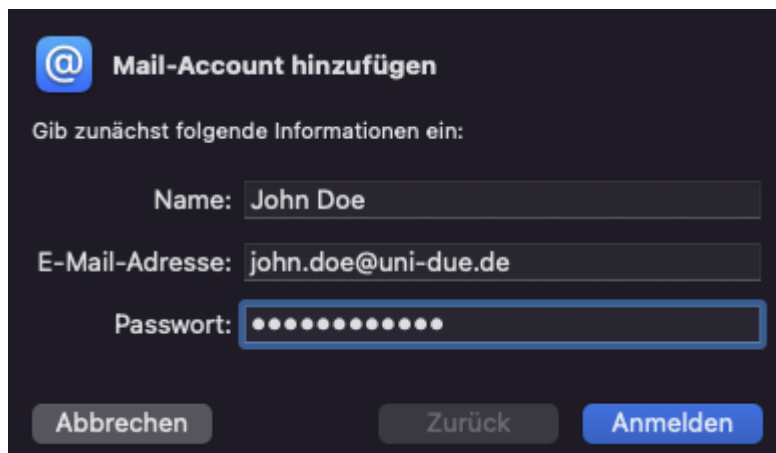 @
Mail-Account hinzufügen
Gib zunächst folgende Informationen ein:
Name: John Doe
E-Mail-Adresse: john.doe@uni-due.de
Passwort: ••••••••••••
Abbrechen Zurück Anmelden